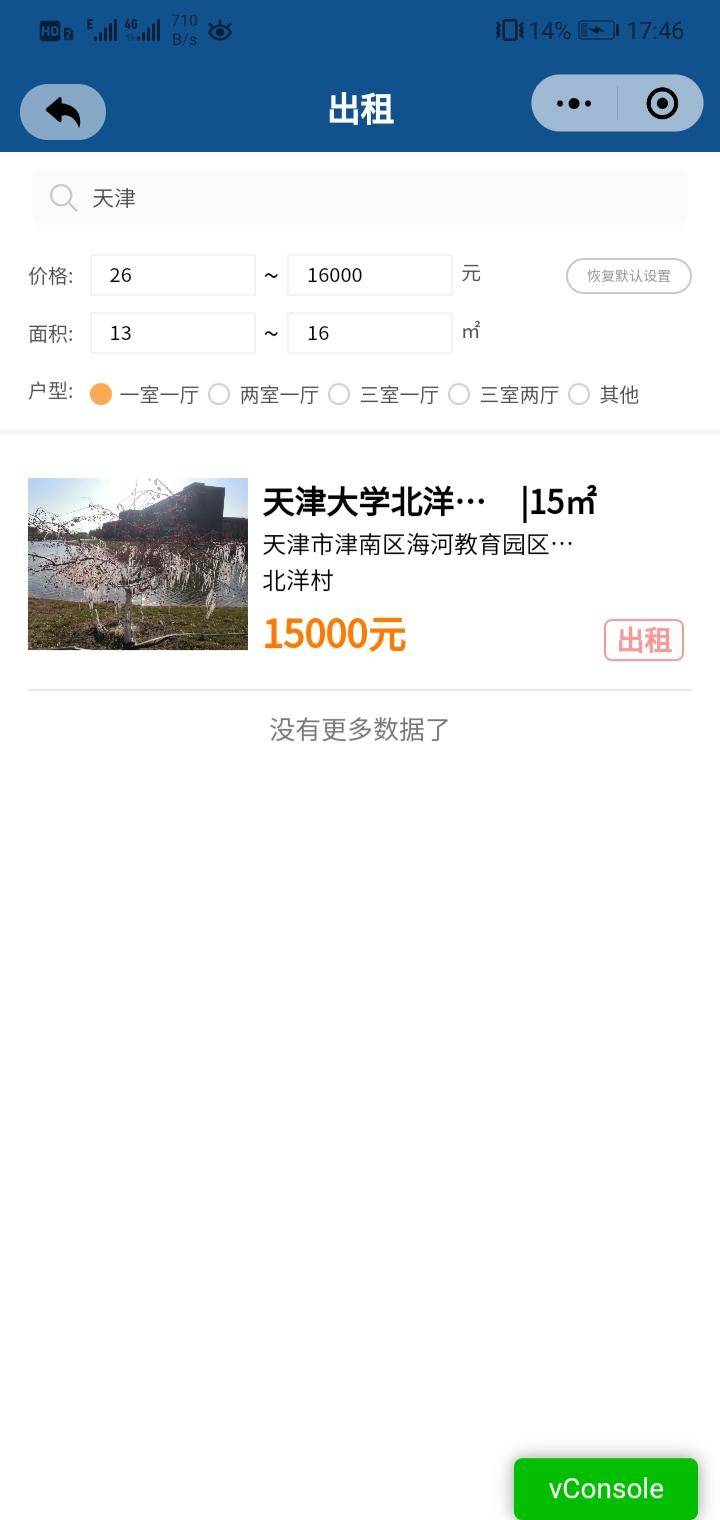 HD 2 E 4G 710 B/s 14% 17:46
出租
天津
价格: 26 ~ 16000 元 恢复默认设置
面积: 13 ~ 16 ㎡
户型: 一室一厅 两室一厅 三室一厅 三室两厅 其他
天津大学北洋… |15㎡
天津市津南区海河教育园区…
北洋村
15000元 出租
没有更多数据了
vConsole